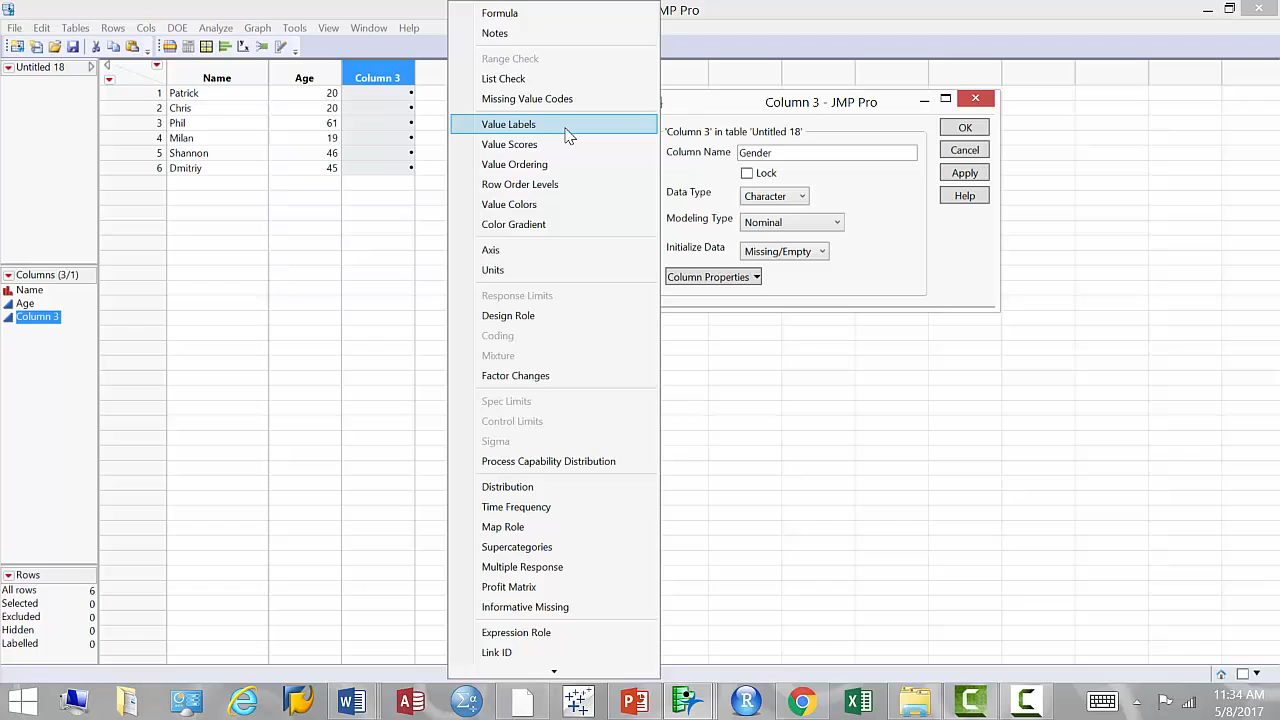 JMP Pro
File Edit Tables Rows Cols DOE Analyze Graph Tools View Window Help
Untitled 18
Name Age Column 3
1 Patrick 20 •
2 Chris 20 •
3 Phil 61 •
4 Milan 19 •
5 Shannon 46 •
6 Dmitriy 45 •
Columns (3/1)
Name
Age
Column 3
Rows
All rows 6
Selected 0
Excluded 0
Hidden 0
Labelled 0
Formula
Notes
Range Check
List Check
Missing Value Codes
Value Labels
Value Scores
Value Ordering
Row Order Levels
Value Colors
Color Gradient
Axis
Units
Response Limits
Design Role
Coding
Mixture
Factor Changes
Spec Limits
Control Limits
Sigma
Process Capability Distribution
Distribution
Time Frequency
Map Role
Supercategories
Multiple Response
Profit Matrix
Informative Missing
Expression Role
Link ID
Column 3 - JMP Pro
'Column 3' in table 'Untitled 18'
Column Name Gender
Lock
Data Type Character
Modeling Type Nominal
Initialize Data Missing/Empty
Column Properties
OK
Cancel
Apply
Help
11:34 AM
5/8/2017